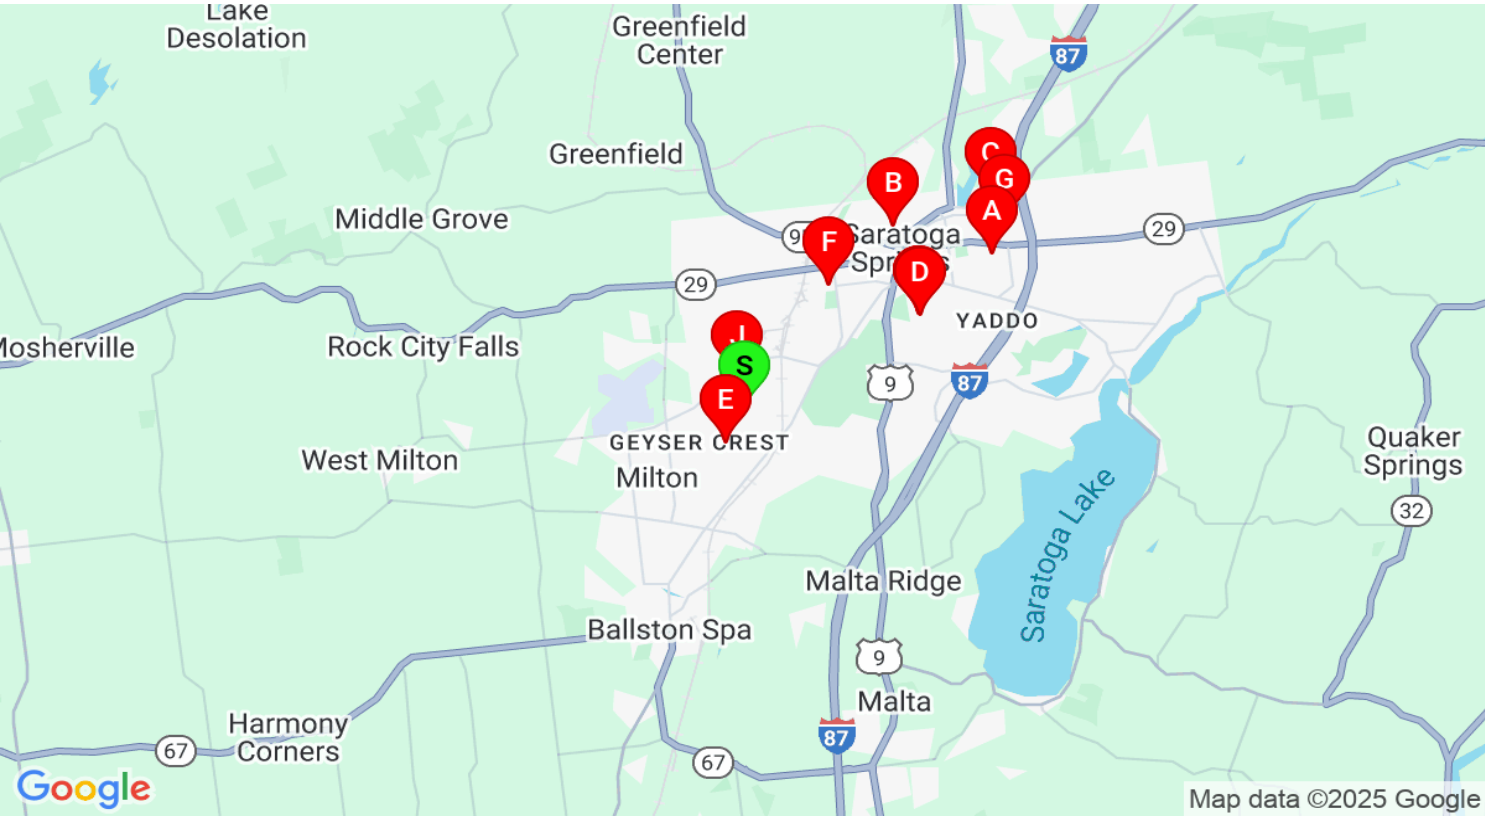 Lake
Desolation
Greenfield
Center
87
Greenfield
C
B
G
A
Middle Grove
9
F
Saratoga
Springs
29
D
29
YADDO
J
Mosherville
Rock City Falls
S
9
87
E
GEYSER CREST
West Milton
Milton
Quaker
Springs
32
Saratoga Lake
Malta Ridge
Ballston Spa
9
Malta
Harmony
Corners
67
87
67
Google
Map data ©2025 Google